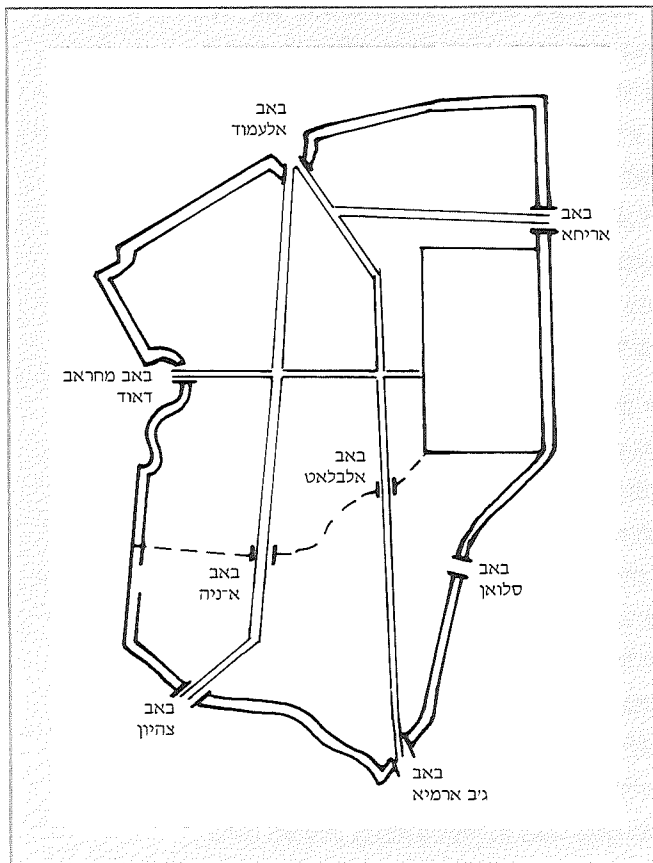 באב
אלעמוד
באב
אריחא
באב מחראב
דאוד
באב
אלבלאט
באב
א־ניה
באב
סלואן
באב
צהיון
באב
ג׳ב ארמיא